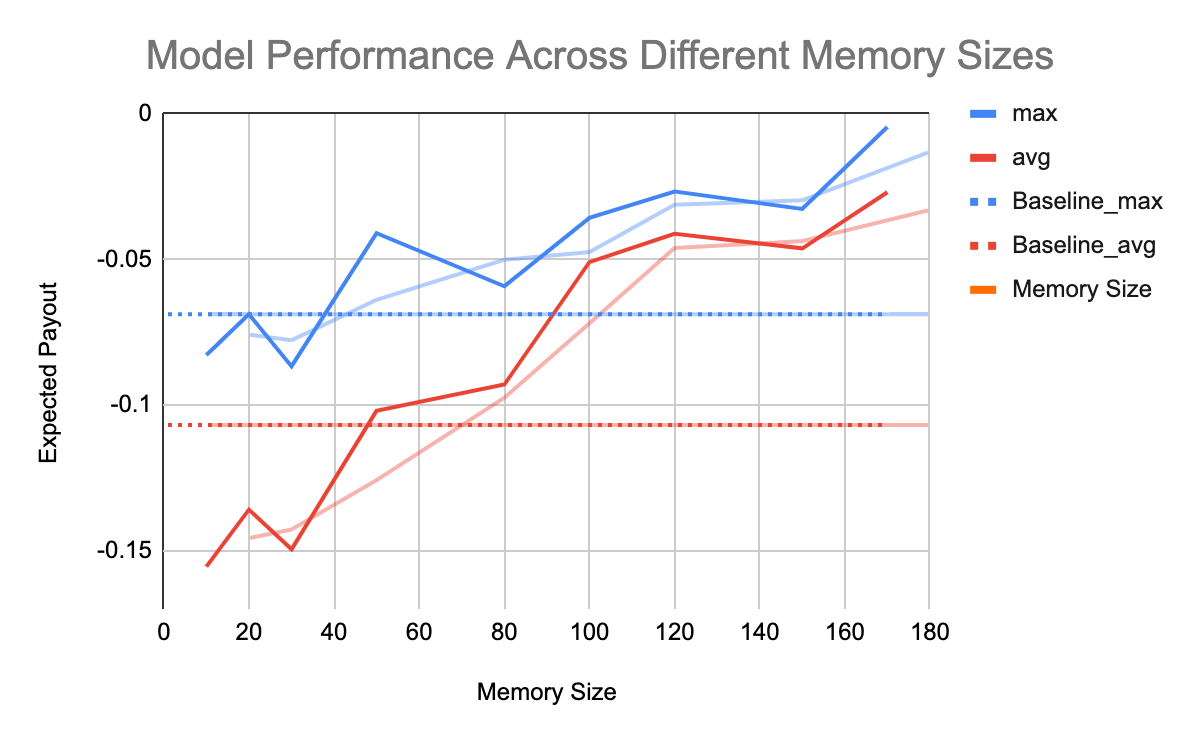 Model Performance Across Different Memory Sizes
0
-0.05
-0.1
-0.15
Expected Payout
0 20 40 60 80 100 120 140 160 180
Memory Size
max
avg
Baseline_max
Baseline_avg
Memory Size